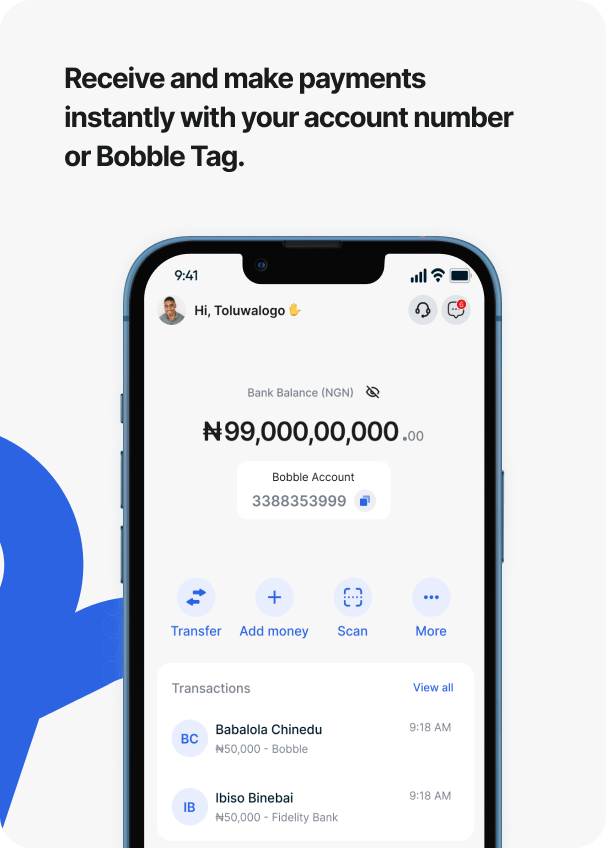 Receive and make payments
instantly with your account number
or Bobble Tag.
9:41
Hi, Toluwalogo 🤚
6
Bank Balance (NGN)
₦99,000,00,000.00
Bobble Account
3388353999
Transfer Add money Scan More
Transactions View all
BC Babalola Chinedu 9:18 AM
₦50,000 - Bobble
IB Ibiso Binebai 9:18 AM
₦50,000 - Fidelity Bank